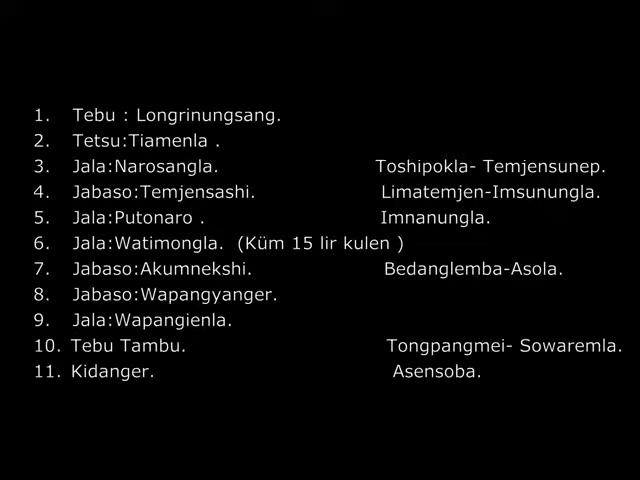 1. Tebu : Longrinungsang.
2. Tetsu:Tiamenla .
3. Jala:Narosangla. Toshipokla- Temjensunep.
4. Jabaso:Temjensashi. Limatemjen-Imsunungla.
5. Jala:Putonaro . Imnanungla.
6. Jala:Watimongla. (Küm 15 lir kulen )
7. Jabaso:Akumnekshi. Bedanglemba-Asola.
8. Jabaso:Wapangyanger.
9. Jala:Wapangienla.
10. Tebu Tambu. Tongpangmei- Sowaremla.
11. Kidanger. Asensoba.